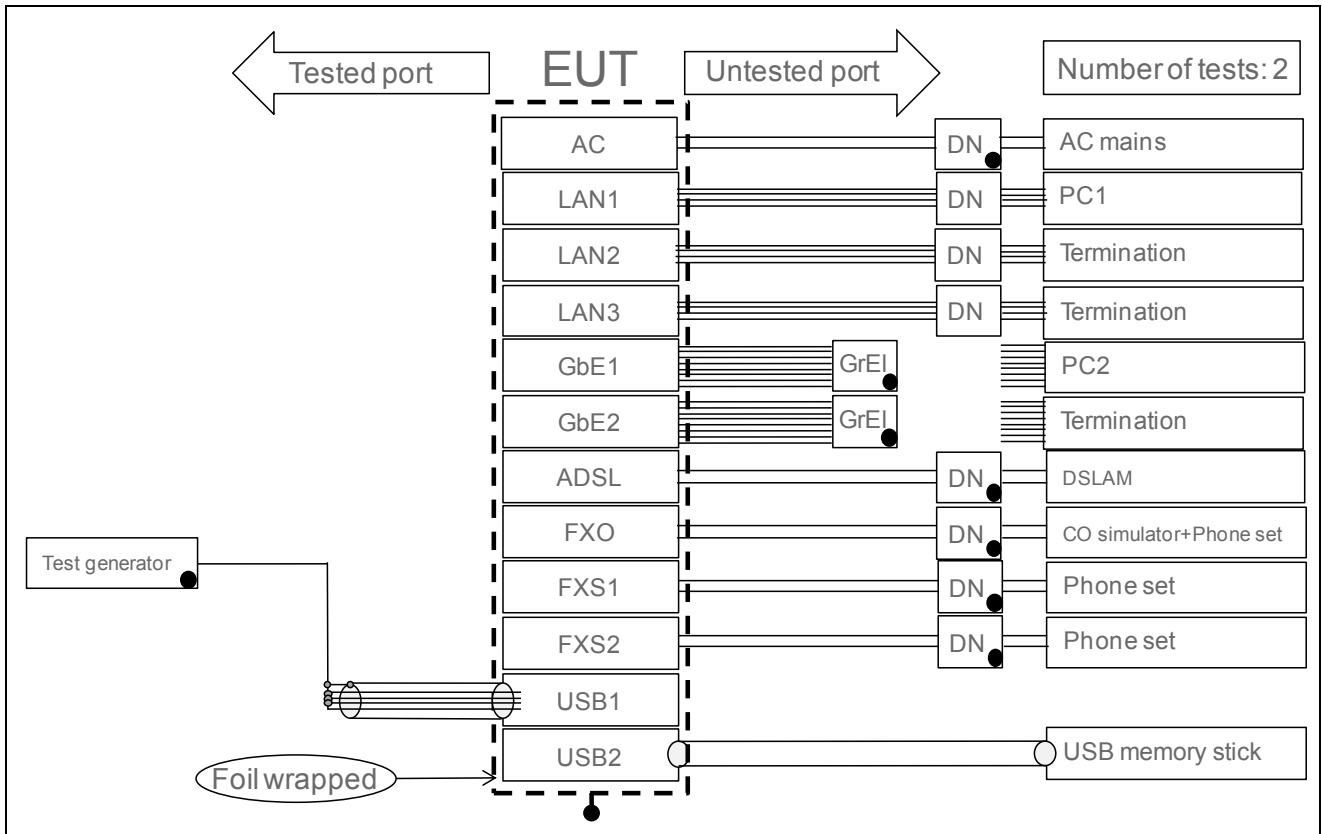 Tested port
EUT
Untested port
Number of tests: 2
AC
DN
AC mains
LAN1
DN
PC1
LAN2
DN
Termination
LAN3
DN
Termination
GbE1
GrEl
PC2
GbE2
GrEl
Termination
ADSL
DN
DSLAM
FXO
DN
CO simulator+Phone set
Test generator
FXS1
DN
Phone set
FXS2
DN
Phone set
USB1
USB2
USB memory stick
Foil wrapped